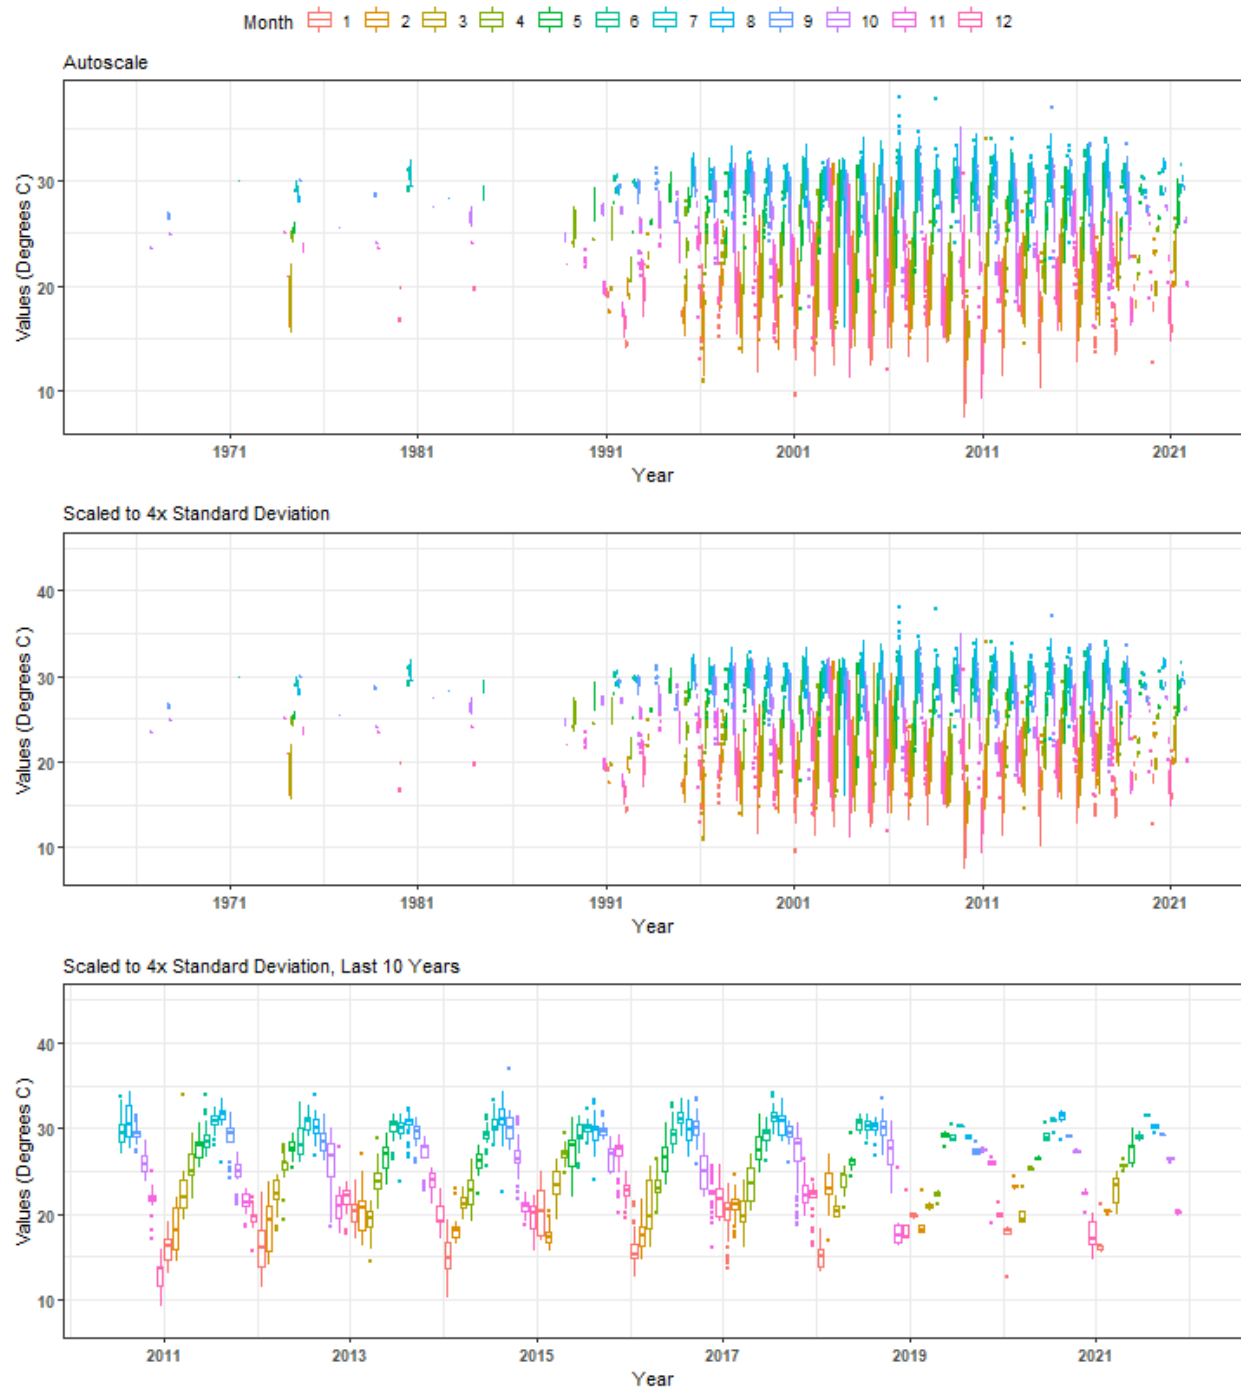 Month 1 2 3 4 5 6 7 8 9 10 11 12
Autoscale
Values (Degrees C)
30
20
10
1971 1981 1991 2001 2011 2021
Year
Scaled to 4x Standard Deviation
Values (Degrees C)
40
30
20
10
1971 1981 1991 2001 2011 2021
Year
Scaled to 4x Standard Deviation, Last 10 Years
Values (Degrees C)
40
30
20
10
2011 2013 2015 2017 2019 2021
Year